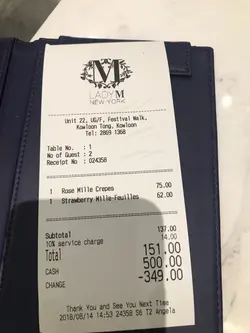 M
LADY M
NEW YORK
Unit 22, UG/F, Festival Walk,
Kowloon Tong, Kowloon
Tel: 2869 1368
Table No. : 1
No of Guest : 2
Receipt No : 024358
1 Rose Mille Crepes 75.00
1 Strawberry Mille-Feuilles 62.00
Subtotal 137.00
10% service charge 14.00
Total 151.00
CASH 500.00
CHANGE -349.00
Thank You and See You Next Time
2018/08/14 14:53 24358 S6 T2 Angela